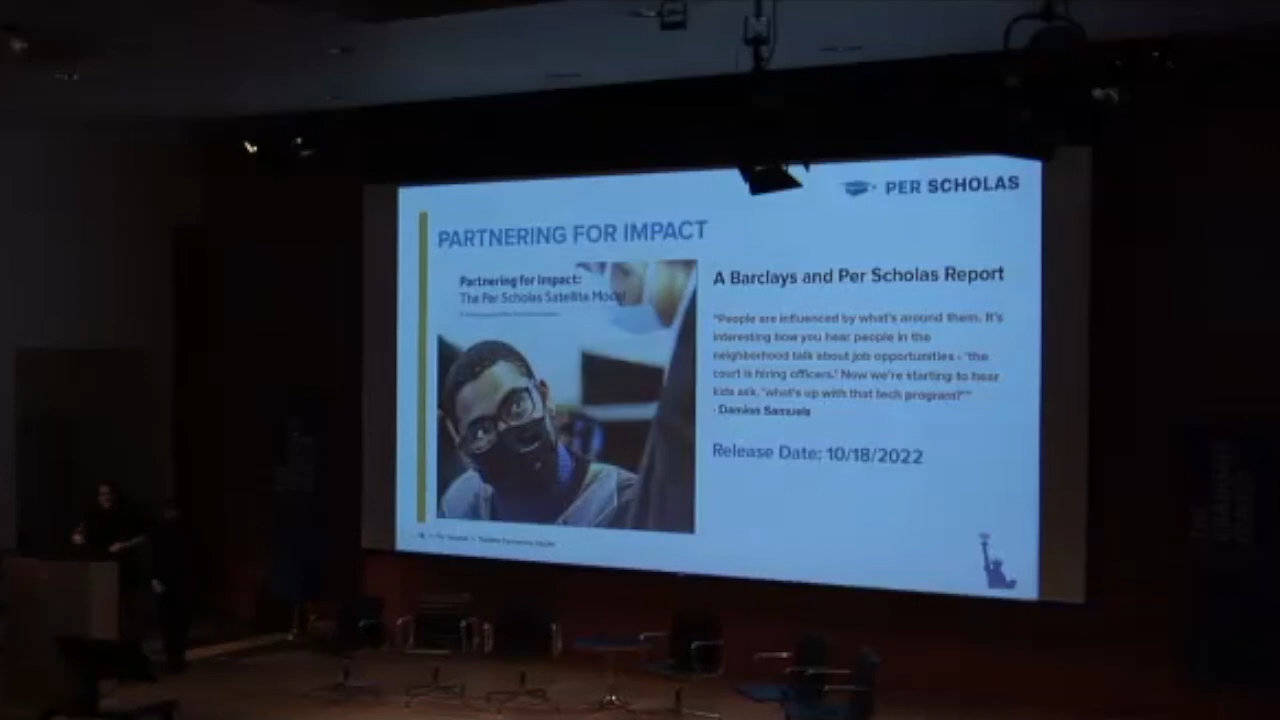 PER SCHOLAS
PARTNERING FOR IMPACT
Partnering for Impact:
The Per Scholas Satellite Model
A Barclays and Per Scholas Report
"People are influenced by what's around them. It's
interesting how you hear people in the
neighborhood talk about job opportunities - 'the
court is hiring officers.' Now we're starting to hear
kids ask, 'what's up with that tech program?'"
- Damion Samuels
Release Date: 10/18/2022